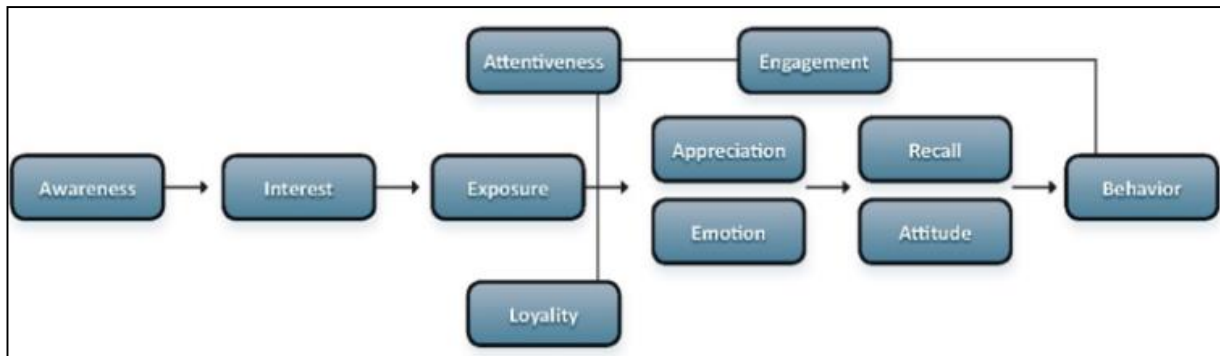 Attentiveness
Engagement
Appreciation
Recall
Awareness
Interest
Exposure
Behavior
Emotion
Attitude
Loyality